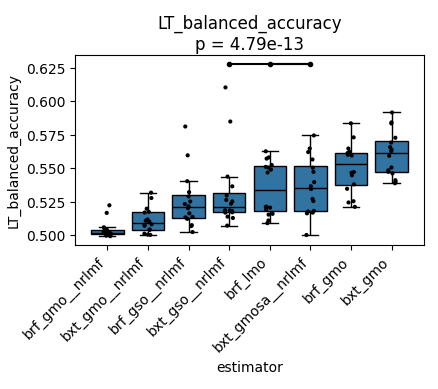 LT_balanced_accuracy
p = 4.79e-13
LT_balanced_accuracy
0.625
0.600
0.575
0.550
0.525
0.500
brf_gmo__nrlmf
bxt_gmo__nrlmf
brf_gso__nrlmf
bxt_gso__nrlmf
brf_lmo
bxt_gmosa__nrlmf
brf_gmo
bxt_gmo
estimator